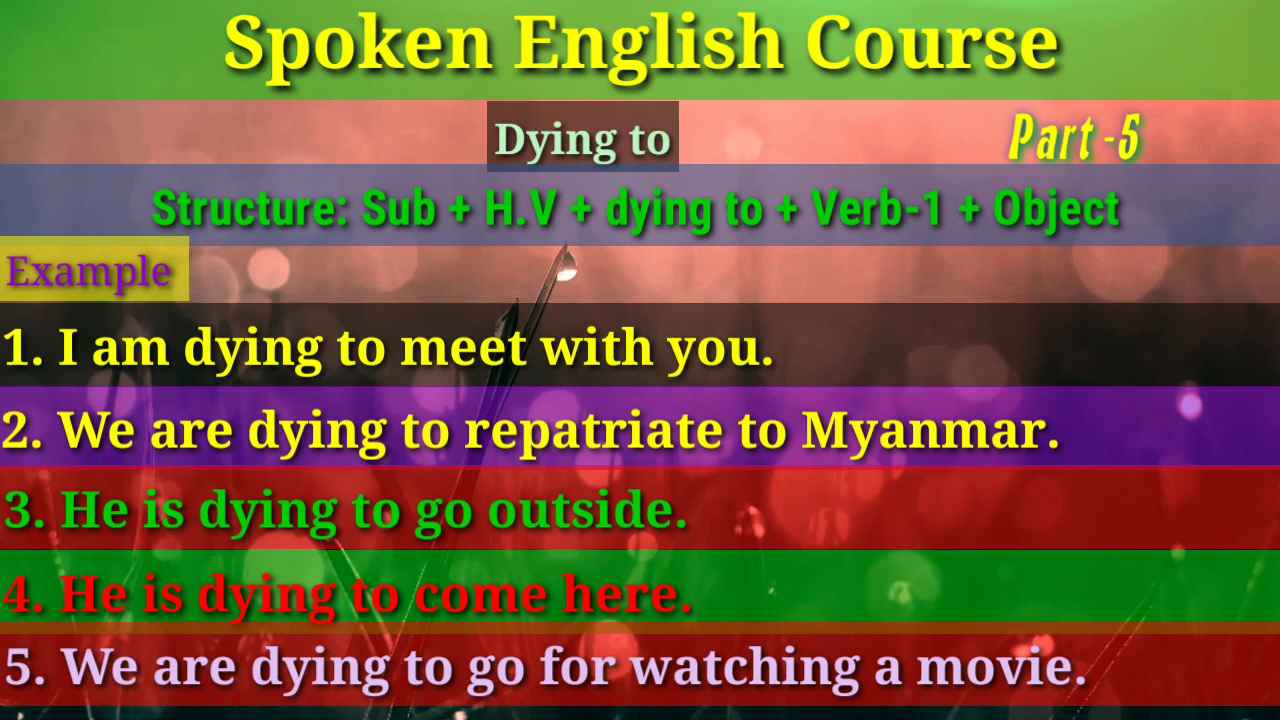 Spoken English Course
Dying to
Part -5
Structure: Sub + H.V + dying to + Verb-1 + Object
Example
1. I am dying to meet with you.
2. We are dying to repatriate to Myanmar.
3. He is dying to go outside.
4. He is dying to come here.
5. We are dying to go for watching a movie.